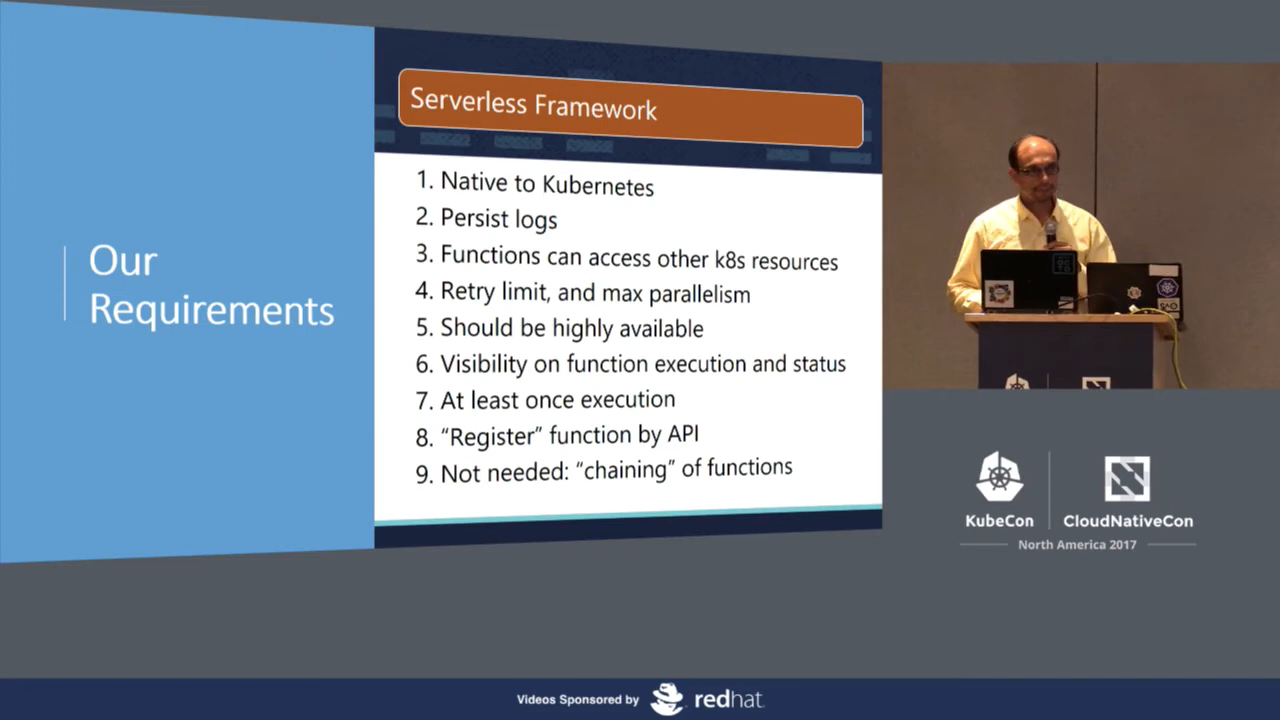 Our
Requirements
Serverless Framework
1. Native to Kubernetes
2. Persist logs
3. Functions can access other k8s resources
4. Retry limit, and max parallelism
5. Should be highly available
6. Visibility on function execution and status
7. At least once execution
8. “Register” function by API
9. Not needed: “chaining” of functions
KubeCon
CloudNativeCon
North America 2017
Videos Sponsored by
redhat